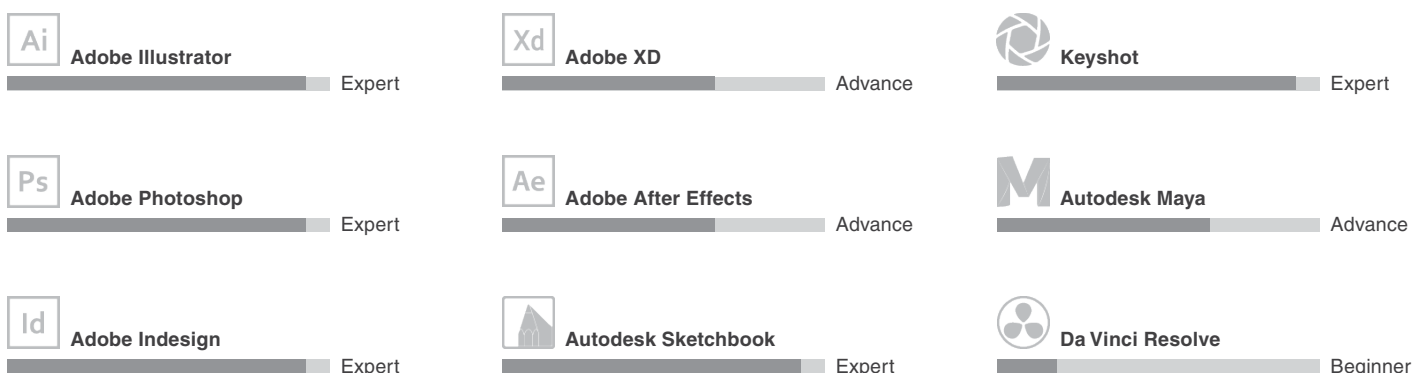 Ai
Adobe Illustrator
Expert
Xd
Adobe XD
Advance
Keyshot
Expert
Ps
Adobe Photoshop
Expert
Ae
Adobe After Effects
Advance
Autodesk Maya
Advance
Id
Adobe Indesign
Expert
Autodesk Sketchbook
Expert
Da Vinci Resolve
Beginner